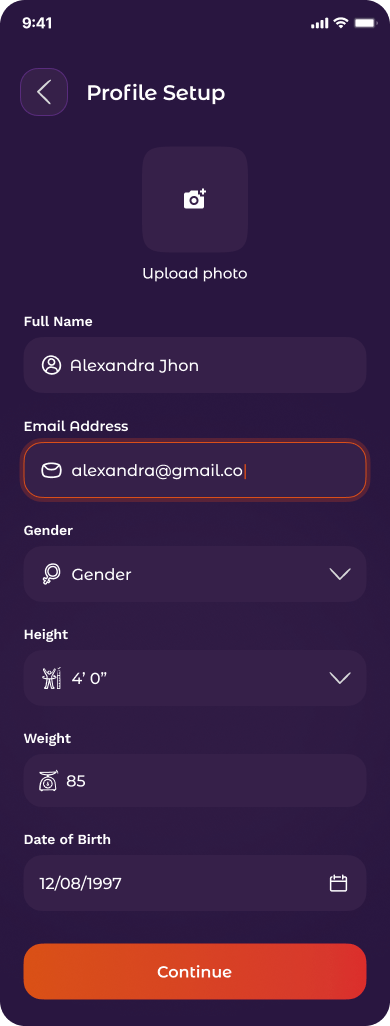 9:41
Profile Setup
Upload photo
Full Name
Alexandra Jhon
Email Address
alexandra@gmail.co
Gender
Gender
Height
4’ 0”
Weight
85
Date of Birth
12/08/1997
Continue